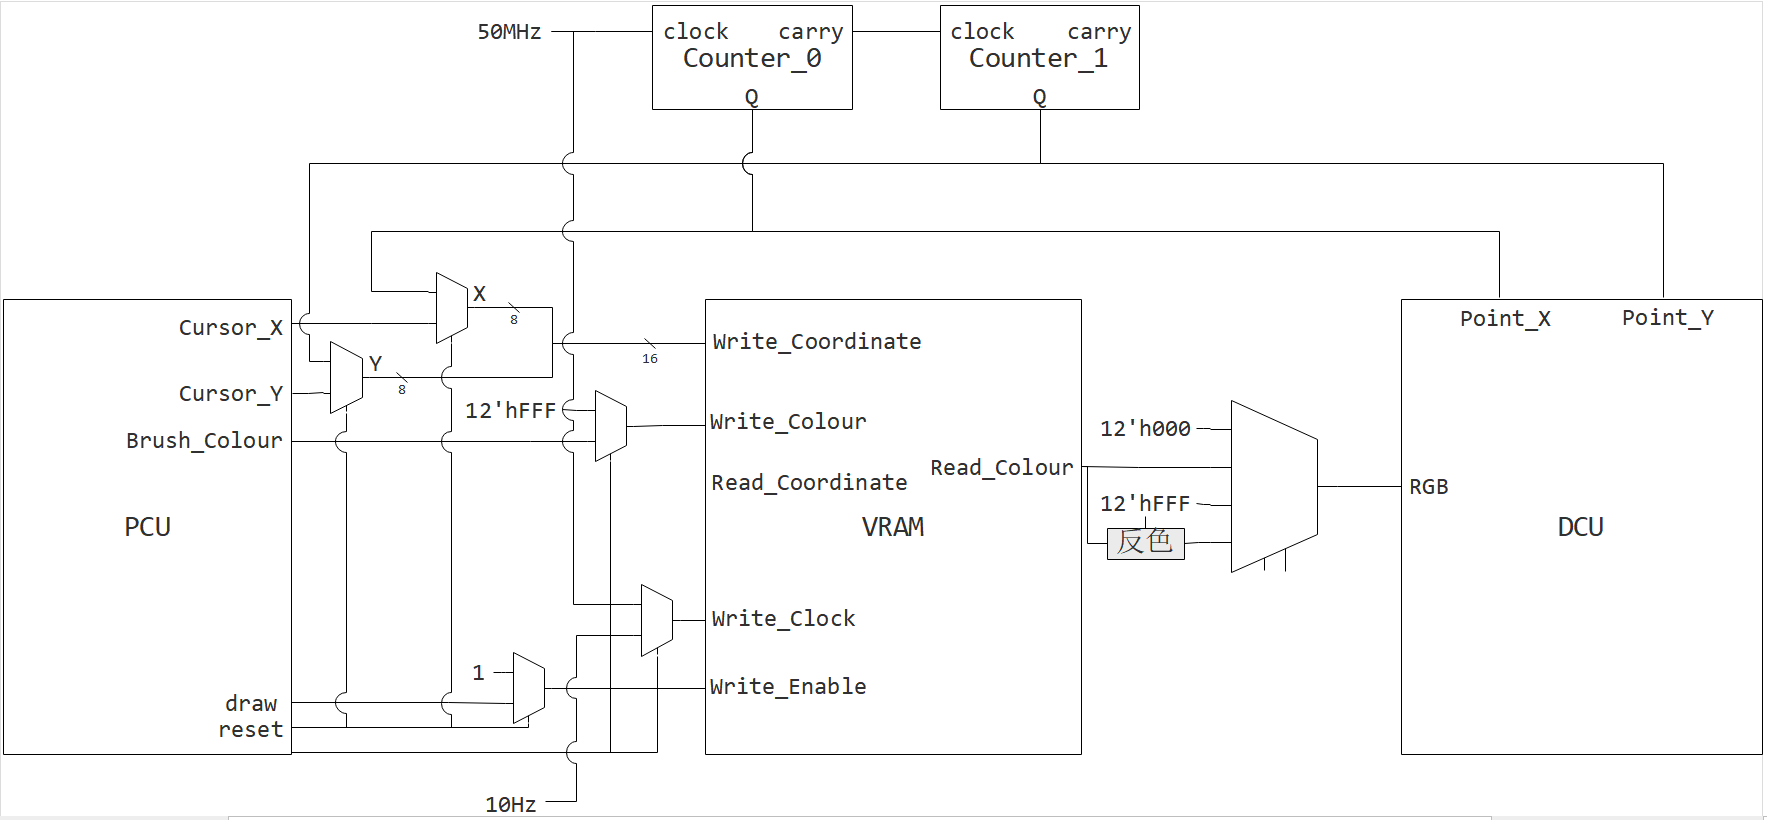 50MHz
clock carry
Counter_0
Q
clock carry
Counter_1
Q
X
8
Y
8
16
Cursor_X
Cursor_Y
Brush_Colour
PCU
draw
reset
12'hFFF
1
10Hz
Write_Coordinate
Write_Colour
Read_Coordinate
Read_Colour
VRAM
Write_Clock
Write_Enable
12'h000
12'hFFF
反色
Point_X
Point_Y
RGB
DCU